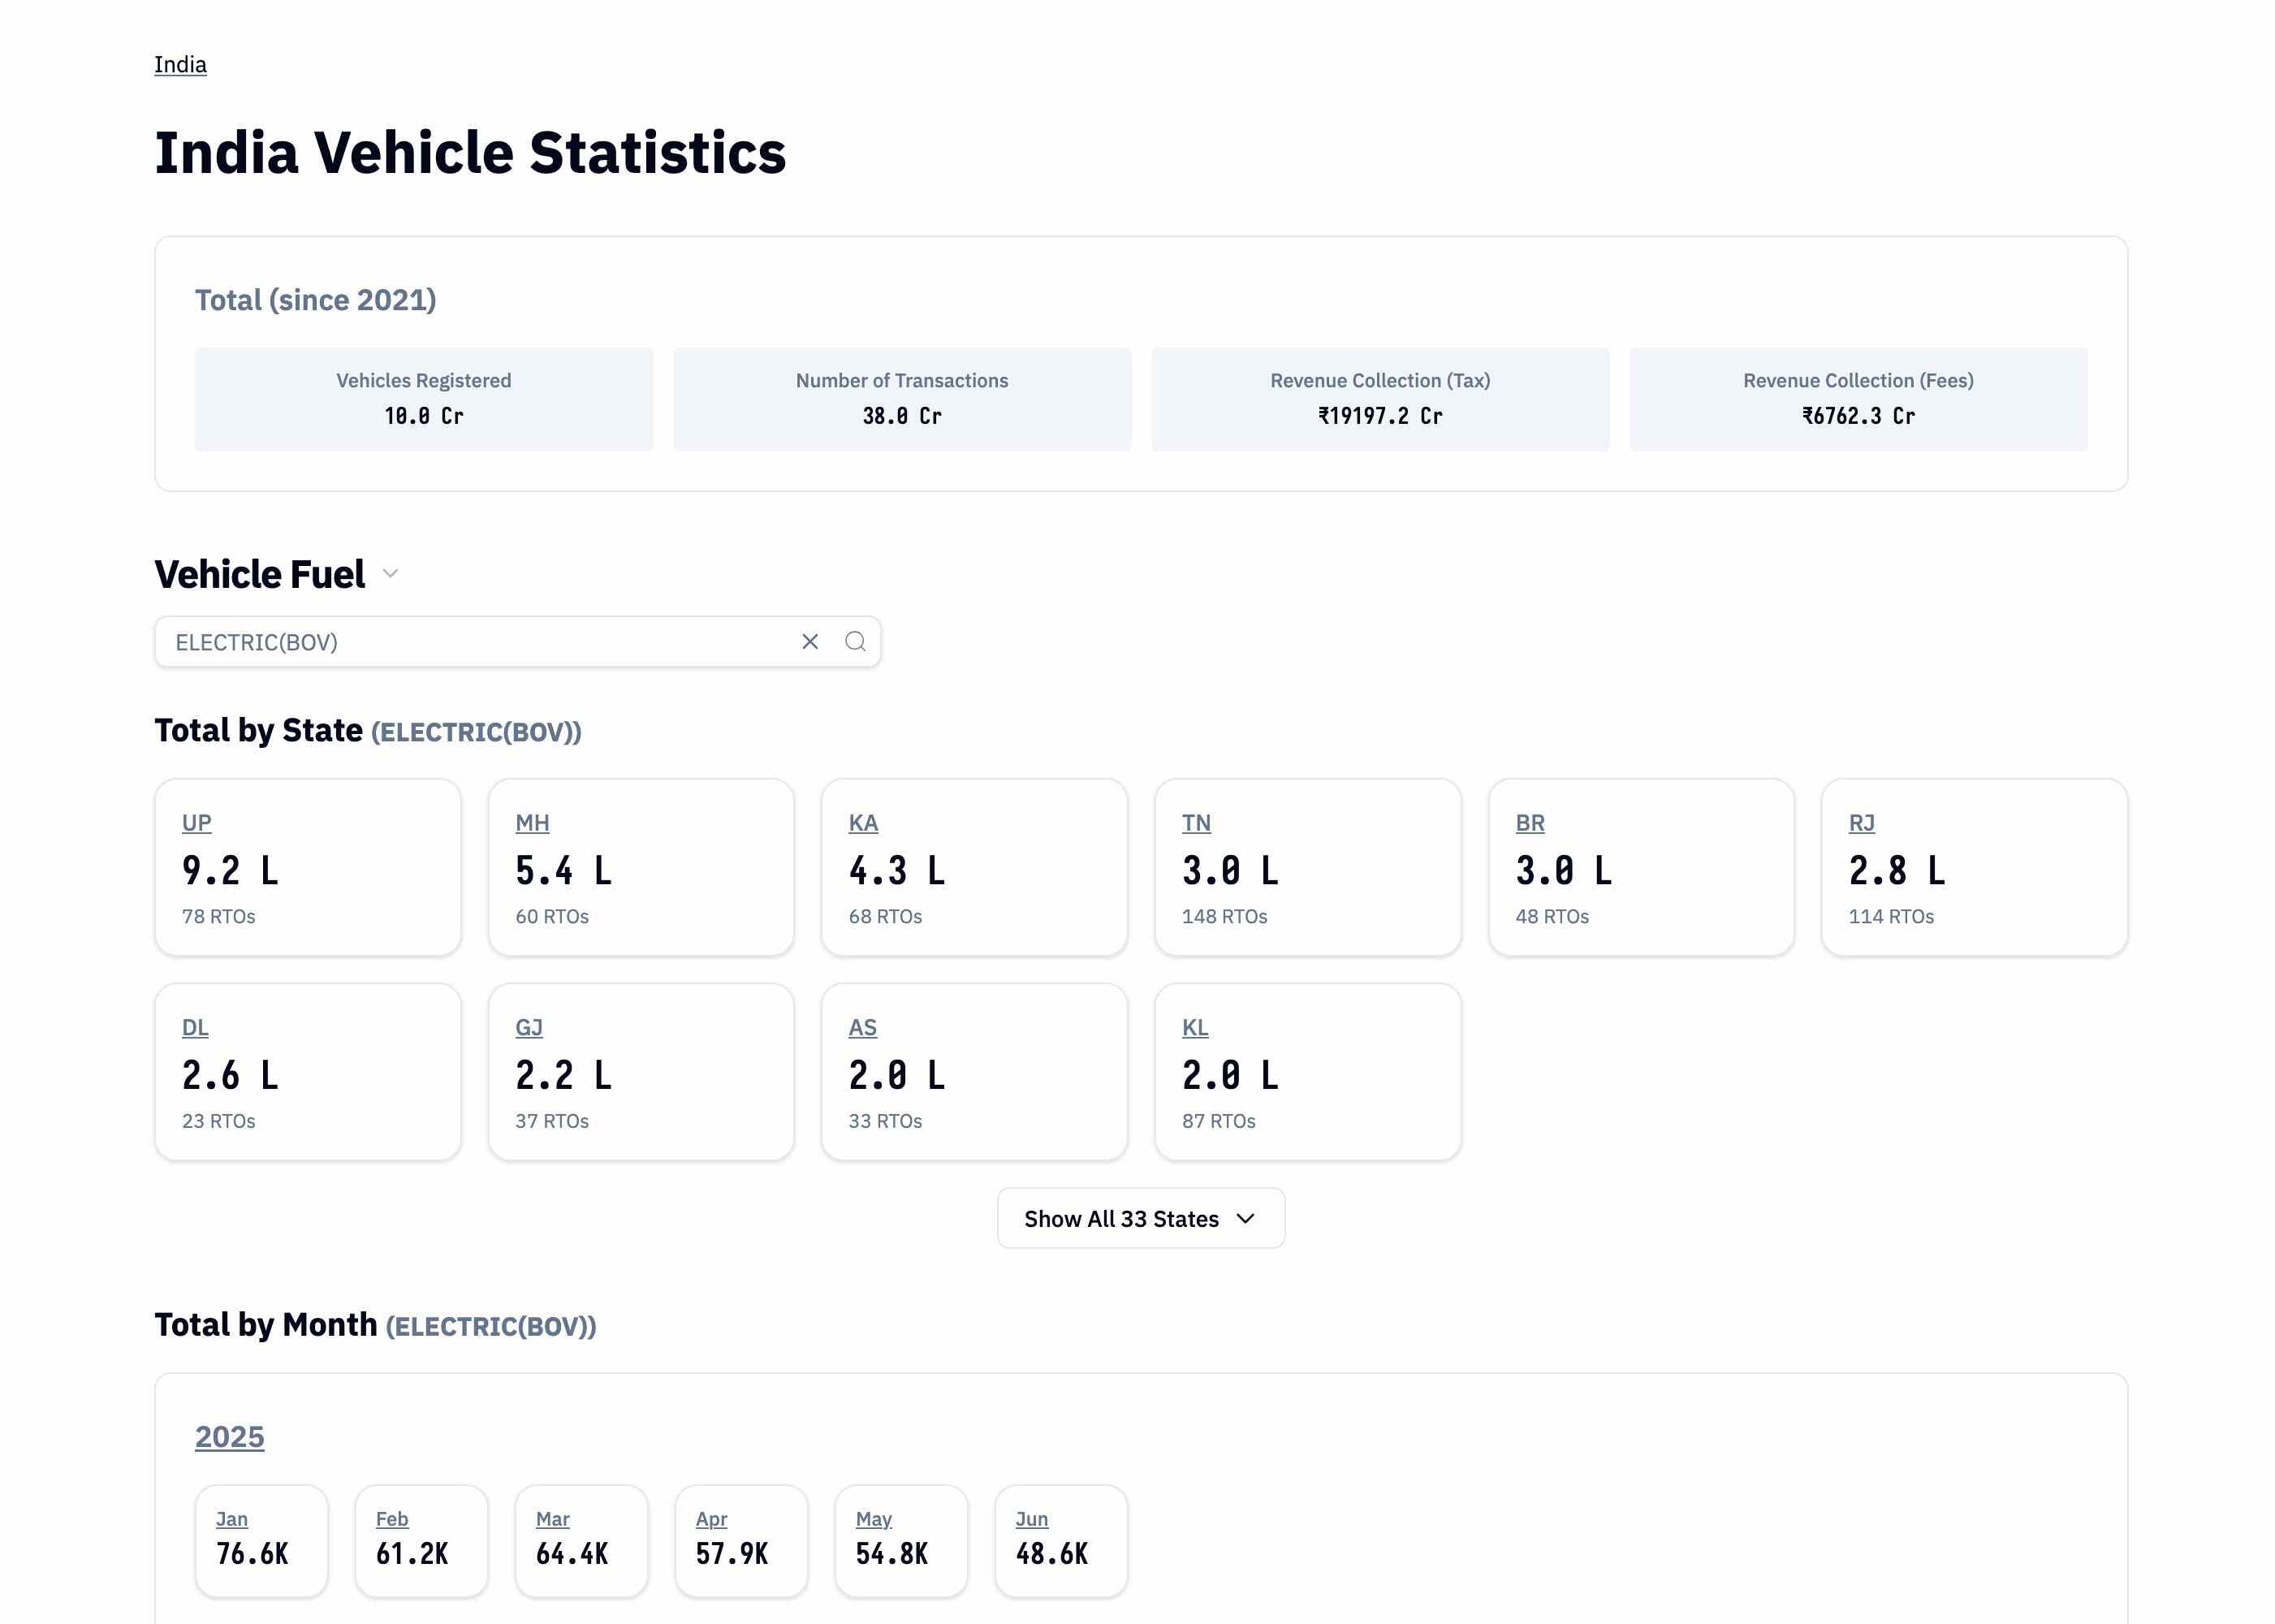 India
India Vehicle Statistics
Total (since 2021)
Vehicles Registered
10.0 Cr
Number of Transactions
38.0 Cr
Revenue Collection (Tax)
₹19197.2 Cr
Revenue Collection (Fees)
₹6762.3 Cr
Vehicle Fuel
ELECTRIC(BOV)
Total by State (ELECTRIC(BOV))
UP
9.2 L
78 RTOs
MH
5.4 L
60 RTOs
KA
4.3 L
68 RTOs
TN
3.0 L
148 RTOs
BR
3.0 L
48 RTOs
RJ
2.8 L
114 RTOs
DL
2.6 L
23 RTOs
GJ
2.2 L
37 RTOs
AS
2.0 L
33 RTOs
KL
2.0 L
87 RTOs
Show All 33 States
Total by Month (ELECTRIC(BOV))
2025
Jan
76.6K
Feb
61.2K
Mar
64.4K
Apr
57.9K
May
54.8K
Jun
48.6K